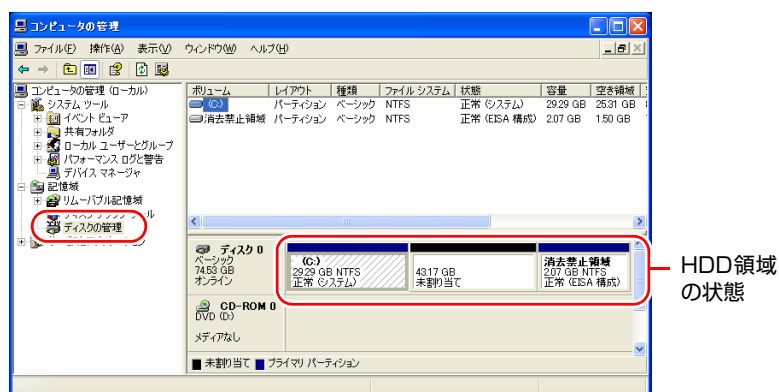 コンピュータの管理
ファイル(F) 操作(A) 表示(V) ウィンドウ(W) ヘルプ(H)
コンピュータの管理 (ローカル)
システム ツール
イベント ビューア
共有フォルダ
ローカル ユーザーとグループ
パフォーマンス ログと警告
デバイス マネージャ
記憶域
リムーバブル記憶域
ディスクの管理
ボリューム レイアウト 種類 ファイル システム 状態 容量 空き領域
(C:) パーティション ベーシック NTFS 正常 (システム) 29.29 GB 25.31 GB
消去禁止領域 パーティション ベーシック NTFS 正常 (EISA 構成) 2.07 GB 1.50 GB
ディスク 0
ベーシック
74.53 GB
オンライン
(C:)
29.29 GB NTFS
正常 (システム)
43.17 GB
未割り当て
消去禁止領域
2.07 GB NTFS
正常 (EISA 構成)
CD-ROM 0
DVD (D:)
メディアなし
未割り当て プライマリ パーティション
HDD領域
の状態